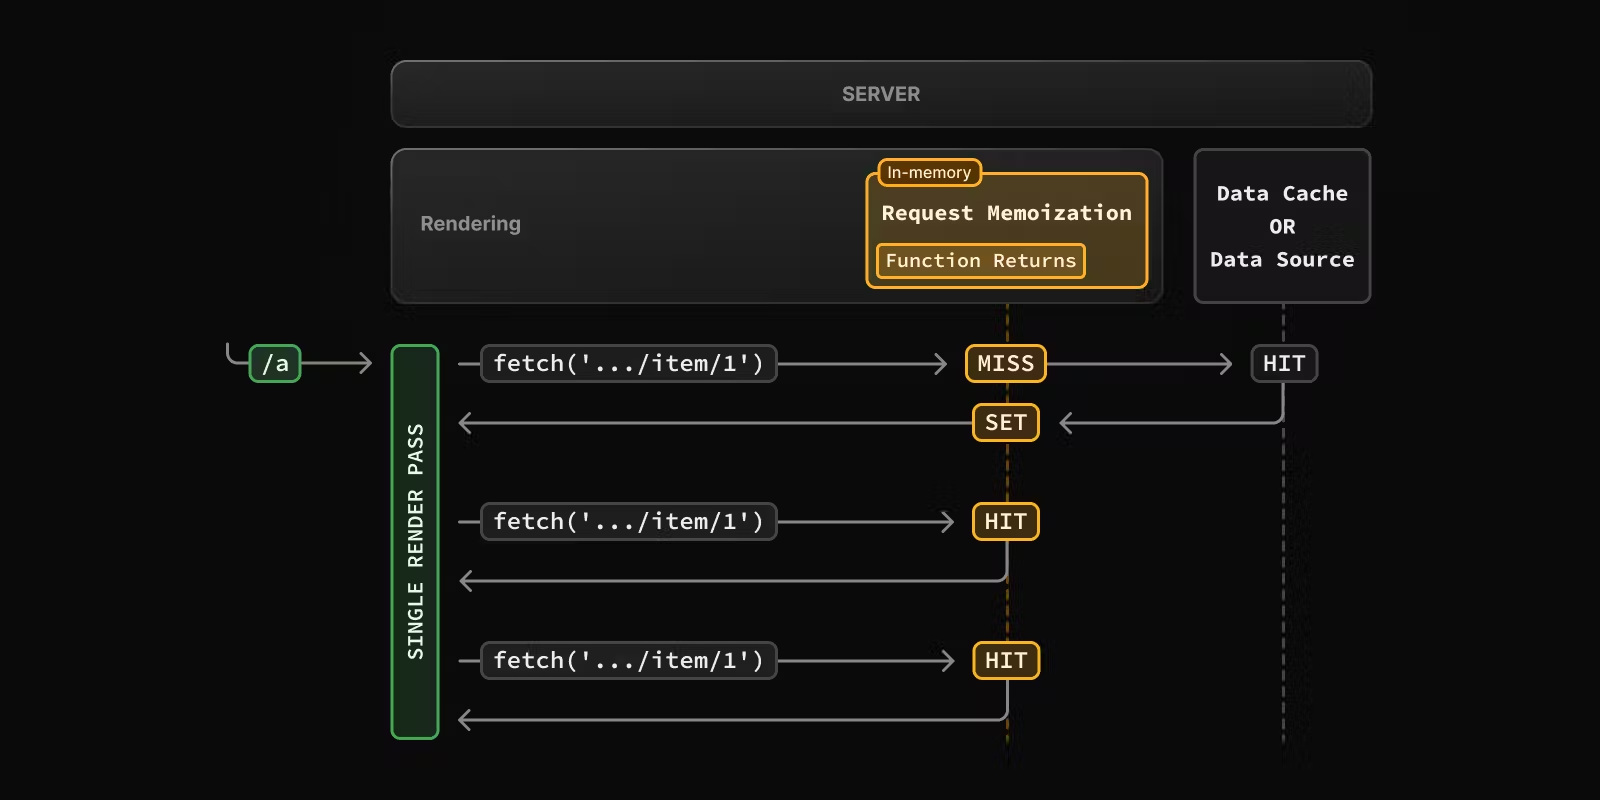 SERVER
Rendering
In-memory
Request Memoization
Function Returns
Data Cache
OR
Data Source
/a
SINGLE RENDER PASS
fetch('.../item/1')
MISS
HIT
SET
fetch('.../item/1')
HIT
fetch('.../item/1')
HIT